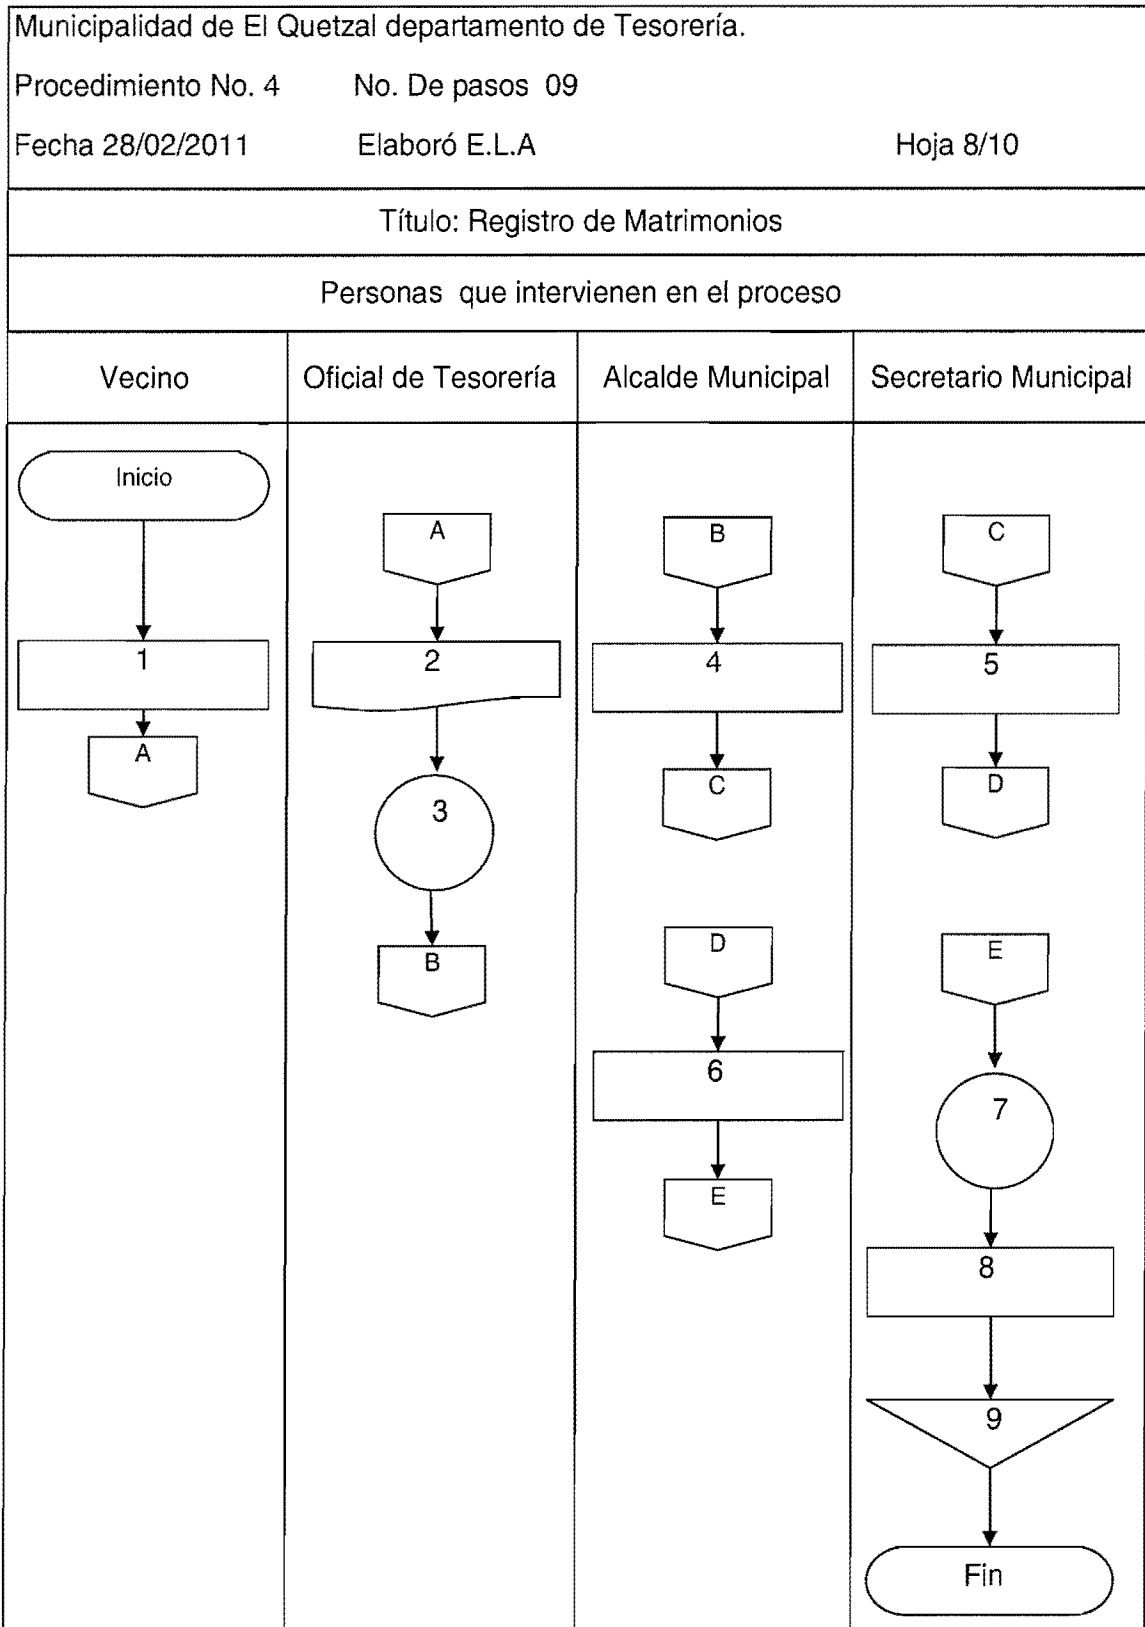 Municipalidad de El Quetzal departamento de Tesorería.
Procedimiento No. 4 No. De pasos 09
Fecha 28/02/2011 Elaboró E.L.A Hoja 8/10
Título: Registro de Matrimonios
Personas que intervienen en el proceso
Vecino Oficial de Tesorería Alcalde Municipal Secretario Municipal
Inicio
1
A
A
2
3
B
B
4
C
D
6
E
C
5
D
E
7
8
9
Fin